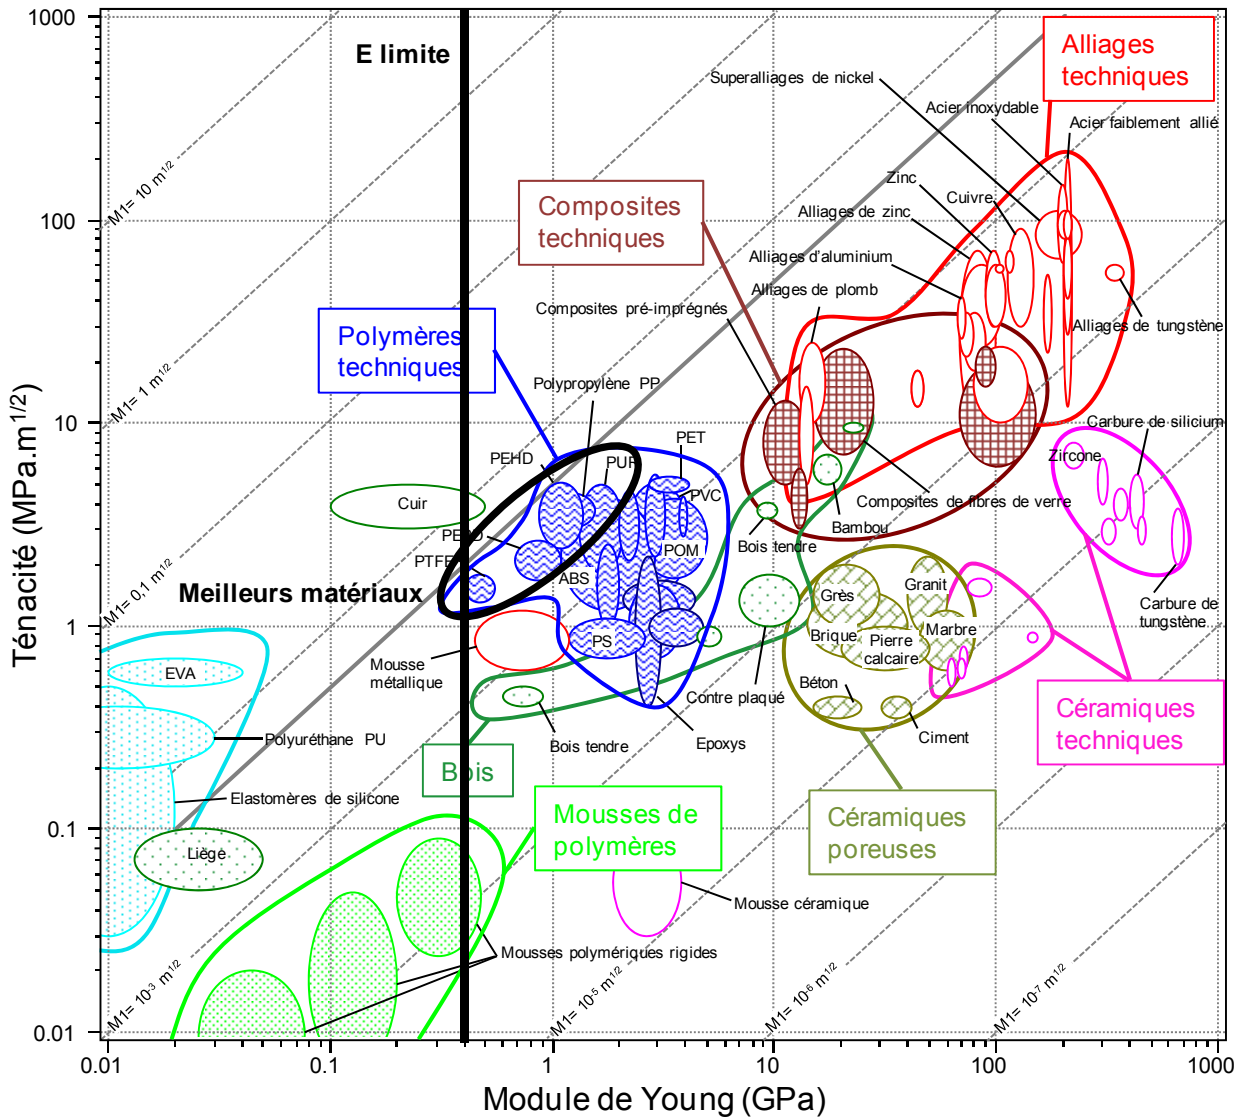 1000
E limite
Alliages
techniques
Superalliages de nickel
Acier inoxydable
Acier faiblement allié
M1= 10 m1/2
100
Composites
techniques
Zinc
Cuivre
Alliages de zinc
Alliages d'aluminium
Alliages de plomb
Composites pré-imprégnés
Alliages de tungstène
Polymères
techniques
Polypropylène PP
M1= 1 m1/2
10
PEHD
PUR
PET
PVC
Carbure de silicium
Zircone
Cuir
Composites de fibres de verre
Bambou
Bois tendre
PTFE
POM
ABS
Meilleurs matériaux
M1= 0.1 m1/2
Grès
Granit
Carbure de
tungstène
1
PS
Brique
Pierre
calcaire
Marbre
Mousse
métallique
EVA
Contre plaqué
Béton
Céramiques
techniques
Polyuréthane PU
Bois tendre
Epoxys
Ciment
Bois
Elastomères de silicone
Mousses de
polymères
Céramiques
poreuses
0.1
Liège
Mousse céramique
Mousses polymériques rigides
M1= 10-3 m1/2
M1= 10-5 m1/2
M1= 10-6 m1/2
M1= 10-7 m1/2
0.01
0.01
0.1
1
10
100
1000
Module de Young (GPa)
Ténacité (MPa.m1/2)